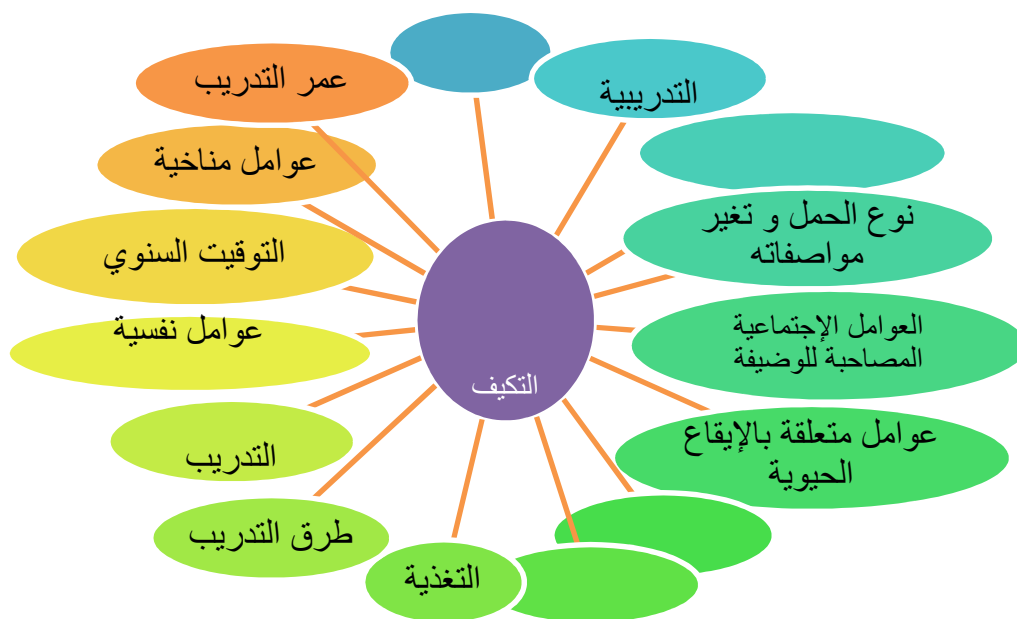 التدريبية
عمر التدريب
عوامل مناخية
نوع الحمل و تغير
مواصفاته
التوقيت السنوي
العوامل الإجتماعية
المصاحبة للوضيفة
عوامل نفسية
التكيف
عوامل متعلقة بالإيقاع
الحيوية
التدريب
طرق التدريب
التغذية